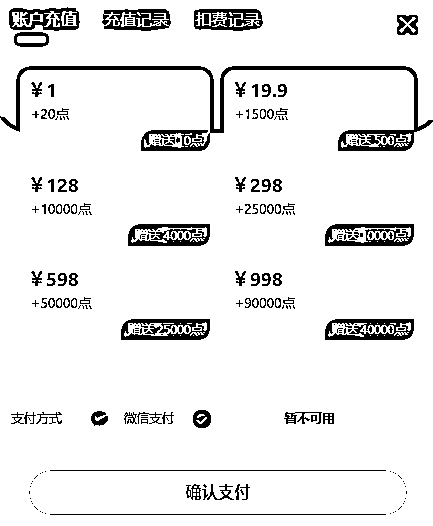 账户充值 充值记录 扣费记录
￥1 ￥19.9
+20点 +1500点
赠送10点 赠送500点
￥128 ￥298
+10000点 +25000点
赠送4000点 赠送10000点
￥598 ￥998
+50000点 +90000点
赠送25000点 赠送40000点
支付方式 微信支付 暂不可用
确认支付